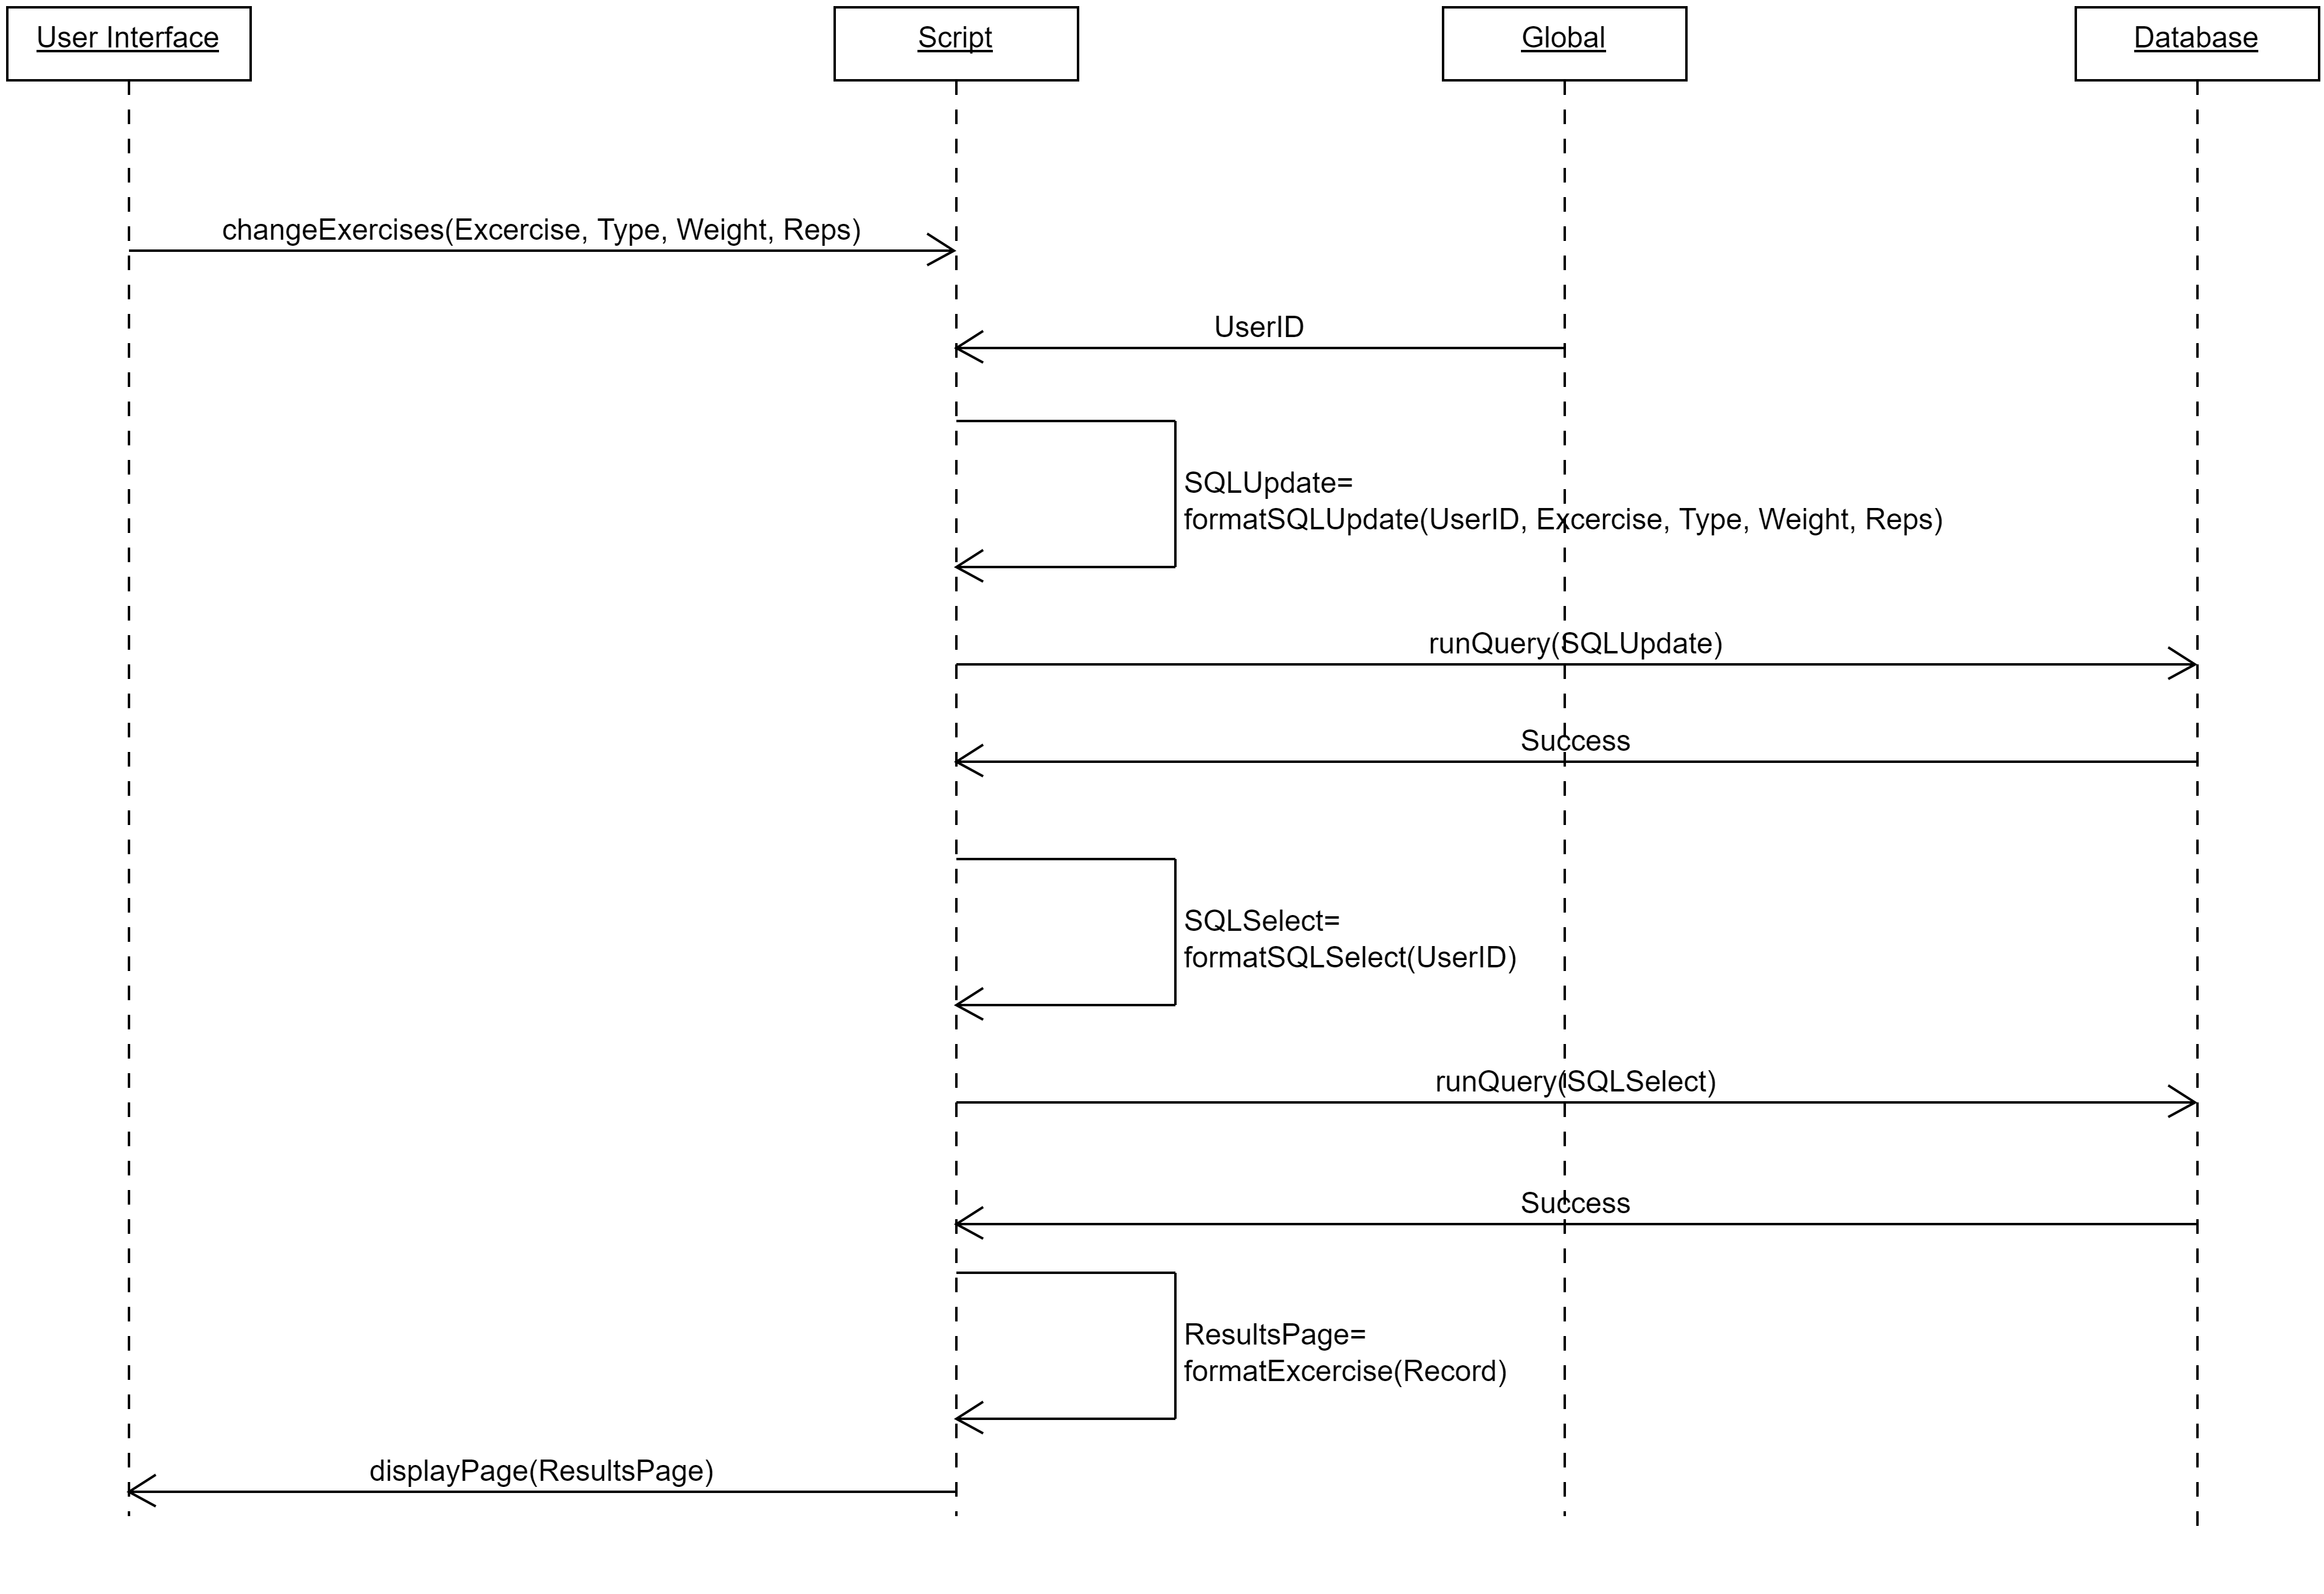 User Interface
Script
Global
Database
changeExercises(Excercise, Type, Weight, Reps)
UserID
SQLUpdate=
formatSQLUpdate(UserID, Excercise, Type, Weight, Reps)
runQuery(SQLUpdate)
Success
SQLSelect=
formatSQLSelect(UserID)
runQuery(SQLSelect)
Success
ResultsPage=
formatExcercise(Record)
displayPage(ResultsPage)